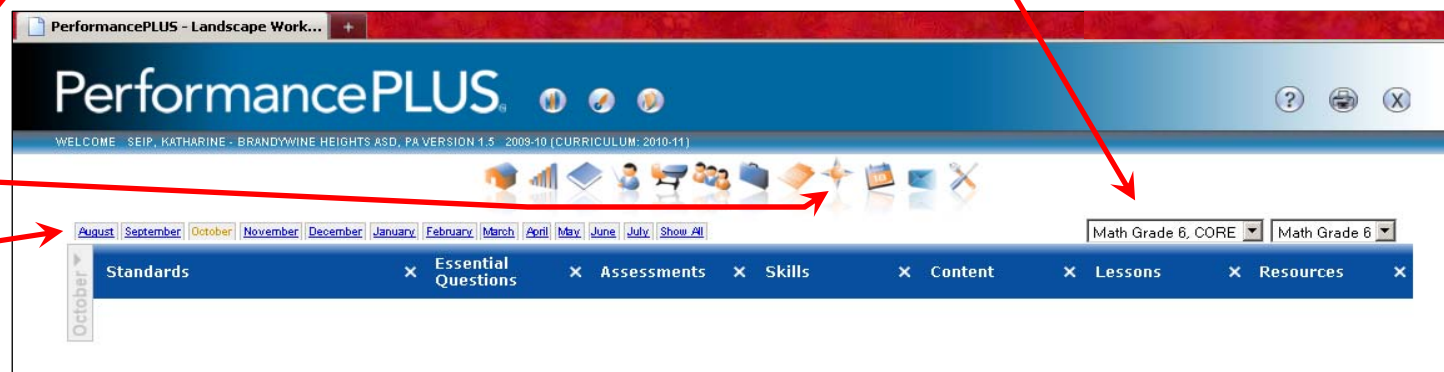 PerformancePLUS - Landscape Work... +
PerformancePLUS®
? X
WELCOME SEIP, KATHARINE - BRANDYWINE HEIGHTS ASD, PA VERSION 1.5 2009-10 (CURRICULUM: 2010-11)
August September October November December January February March April May June July Show All
Math Grade 6, CORE Math Grade 6
October Standards × Essential Questions × Assessments × Skills × Content × Lessons × Resources ×